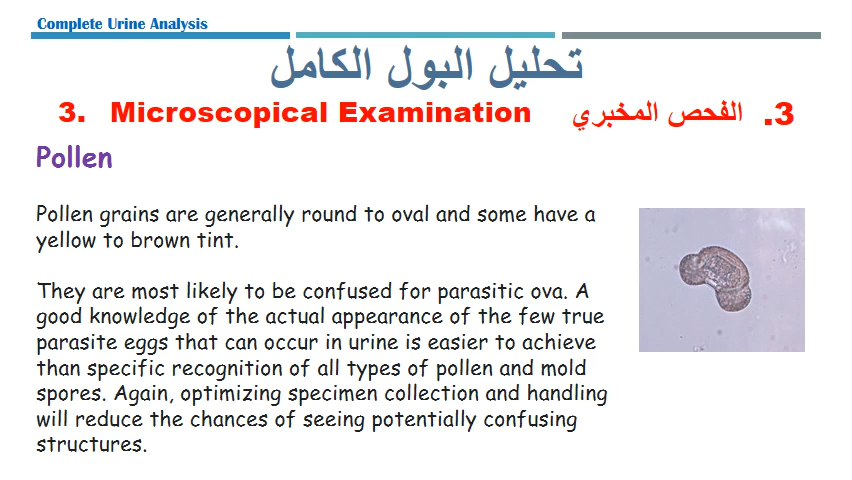 Complete Urine Analysis
تحليل البول الكامل
3. Microscopical Examination
3. الفحص المخبري
Pollen
Pollen grains are generally round to oval and some have a
yellow to brown tint.
They are most likely to be confused for parasitic ova. A
good knowledge of the actual appearance of the few true
parasite eggs that can occur in urine is easier to achieve
than specific recognition of all types of pollen and mold
spores. Again, optimizing specimen collection and handling
will reduce the chances of seeing potentially confusing
structures.